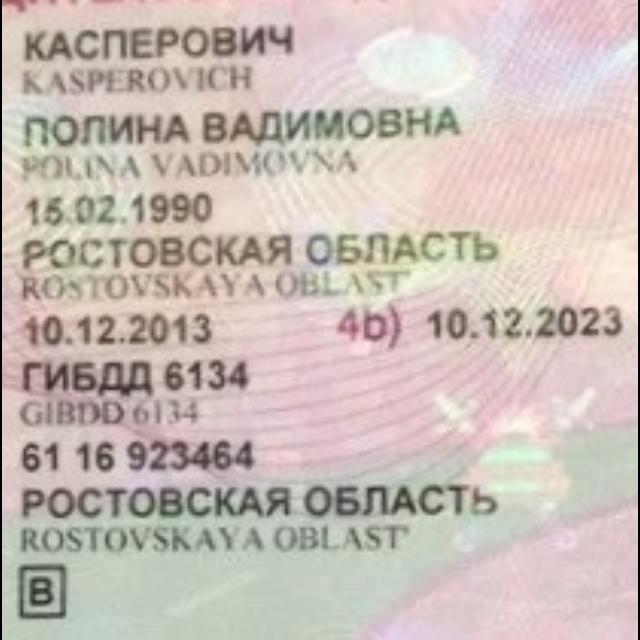 КАСПЕРОВИЧ
KASPEROVICH
ПОЛИНА ВАДИМОВНА
POLINA VADIMOVNA
15.02.1990
РОСТОВСКАЯ ОБЛАСТЬ
ROSTOVSKAYA OBLAST'
10.12.2013 4b) 10.12.2023
ГИБДД 6134
GIBDD 6134
61 16 923464
РОСТОВСКАЯ ОБЛАСТЬ
ROSTOVSKAYA OBLAST'
B